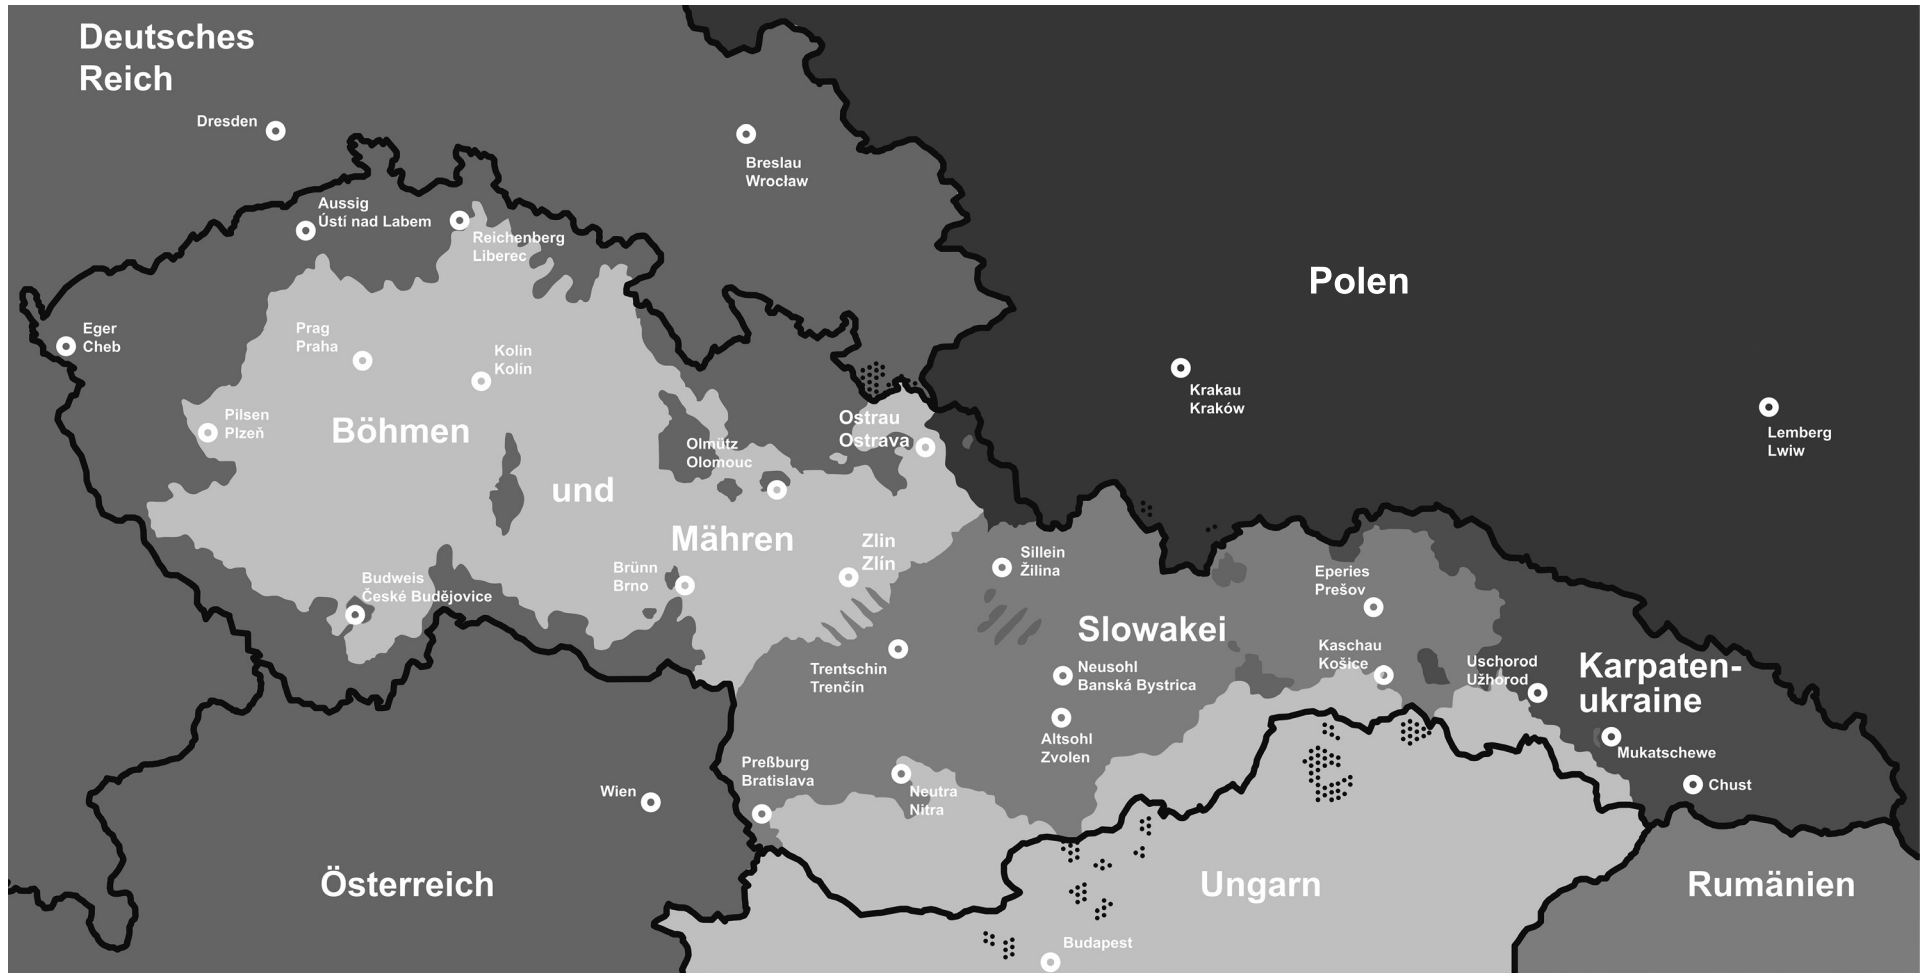 Deutsches
Reich
Dresden
Breslau
Wrocław
Aussig
Ústí nad Labem
Reichenberg
Liberec
Polen
Eger
Cheb
Prag
Praha
Kolin
Kolín
Krakau
Kraków
Pilsen
Plzeň
Böhmen
Ostrau
Ostrava
Olmütz
Olomouc
Lemberg
Lwiw
und
Mähren
Zlin
Zlín
Brünn
Brno
Sillein
Žilina
Budweis
České Budějovice
Eperies
Prešov
Slowakei
Kaschau
Košice
Trentschin
Trenčín
Neusohl
Banská Bystrica
Uschorod
Užhorod
Karpaten-
ukraine
Altsohl
Zvolen
Mukatschewe
Preßburg
Bratislava
Wien
Neutra
Nitra
Chust
Österreich
Ungarn
Rumänien
Budapest